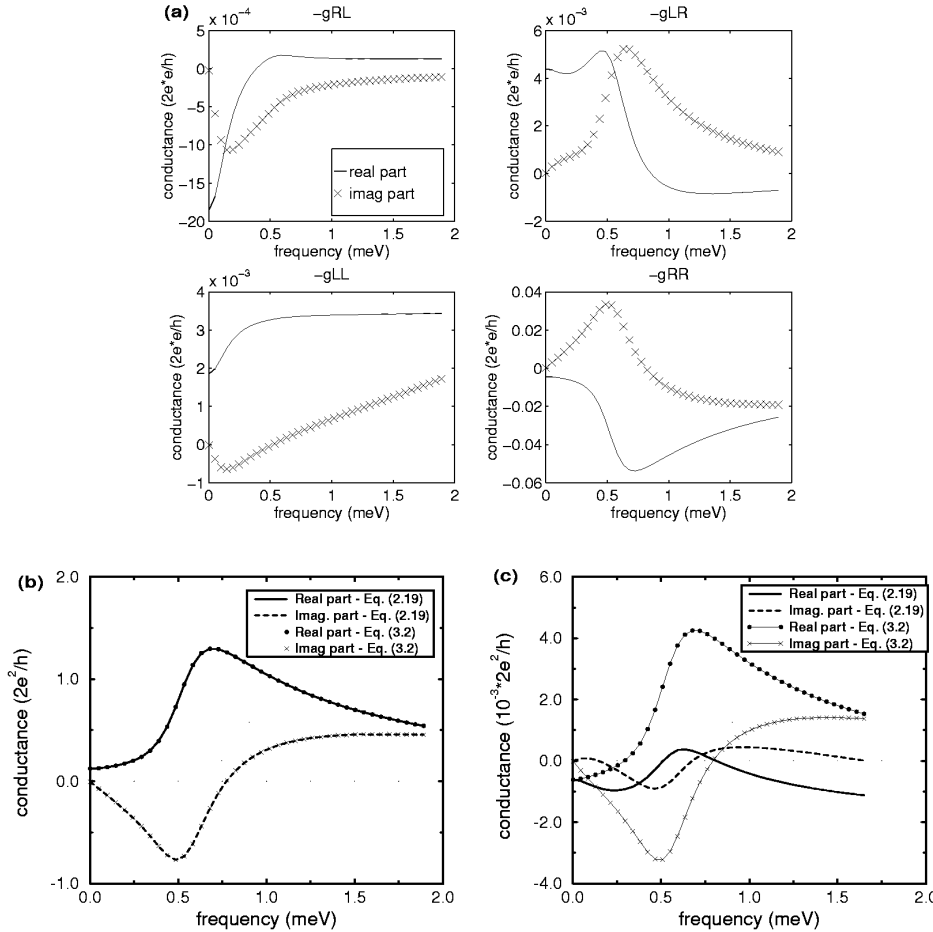 (a)
−gRL
x 10−4
conductance (2e*e/h)
5
0
−5
−10
−15
−20
real part
imag part
0 0.5 1 1.5 2
frequency (meV)
−gLR
x 10−3
conductance (2e*e/h)
6
4
2
0
−2
0 0.5 1 1.5 2
frequency (meV)
−gLL
x 10−3
conductance (2e*e/h)
4
3
2
1
0
−1
0 0.5 1 1.5 2
frequency (meV)
−gRR
conductance (2e*e/h)
0.04
0.02
0
−0.02
−0.04
−0.06
0 0.5 1 1.5 2
frequency (meV)
(b)
conductance (2e2/h)
2.0
1.0
0.0
-1.0
Real part - Eq. (2.19)
Imag. part - Eq. (2.19)
Real part - Eq. (3.2)
Imag part - Eq. (3.2)
0.0 0.5 1.0 1.5 2.0
frequency (meV)
(c)
conductance (10-3*2e2/h)
6.0
4.0
2.0
0.0
-2.0
-4.0
Real part - Eq. (2.19)
Imag. part - Eq. (2.19)
Real part - Eq. (3.2)
Imag part - Eq. (3.2)
0.0 0.5 1.0 1.5 2.0
frequency (meV)